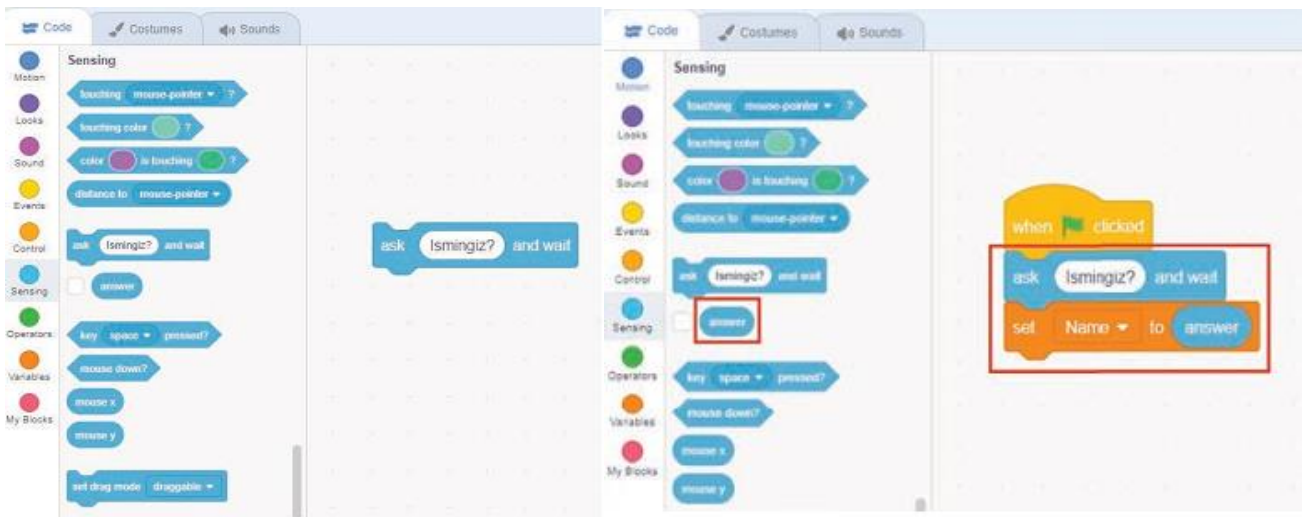 Code Costumes Sounds
Motion
Looks
Sound
Events
Control
Sensing
Operators
Variables
My Blocks
Sensing
touching mouse-pointer ?
touching color ?
color is touching ?
distance to mouse-pointer
ask Ismingiz? and wait
answer
key space pressed?
mouse down?
mouse x
mouse y
set drag mode draggable
ask Ismingiz? and wait
Code Costumes Sounds
Motion
Looks
Sound
Events
Control
Sensing
Operators
Variables
My Blocks
Sensing
touching mouse-pointer ?
touching color ?
color is touching ?
distance to mouse-pointer
ask Ismingiz? and wait
answer
key space pressed?
mouse down?
mouse x
mouse y
when clicked
ask Ismingiz? and wait
set Name to answer